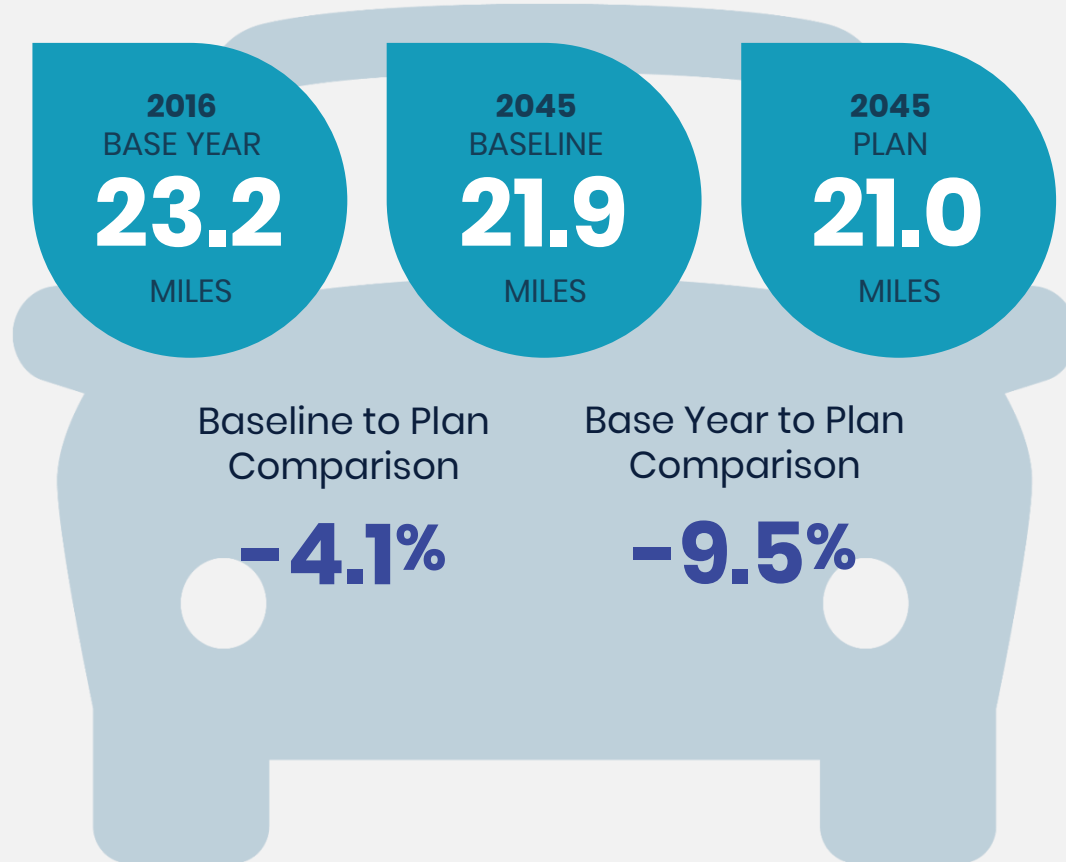 2016
BASE YEAR
23.2
MILES
2045
BASELINE
21.9
MILES
2045
PLAN
21.0
MILES
Baseline to Plan
Comparison
-4.1%
Base Year to Plan
Comparison
-9.5%